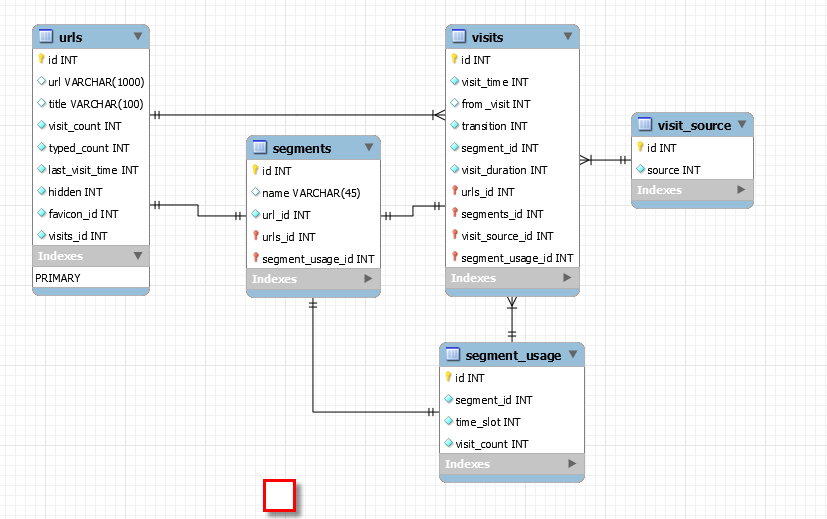 urls
id INT
url VARCHAR(1000)
title VARCHAR(100)
visit_count INT
typed_count INT
last_visit_time INT
hidden INT
favicon_id INT
visits_id INT
Indexes
PRIMARY
segments
id INT
name VARCHAR(45)
url_id INT
urls_id INT
segment_usage_id INT
Indexes
visits
id INT
visit_time INT
from_visit INT
transition INT
segment_id INT
visit_duration INT
urls_id INT
segments_id INT
visit_source_id INT
segment_usage_id INT
Indexes
visit_source
id INT
source INT
Indexes
segment_usage
id INT
segment_id INT
time_slot INT
visit_count INT
Indexes